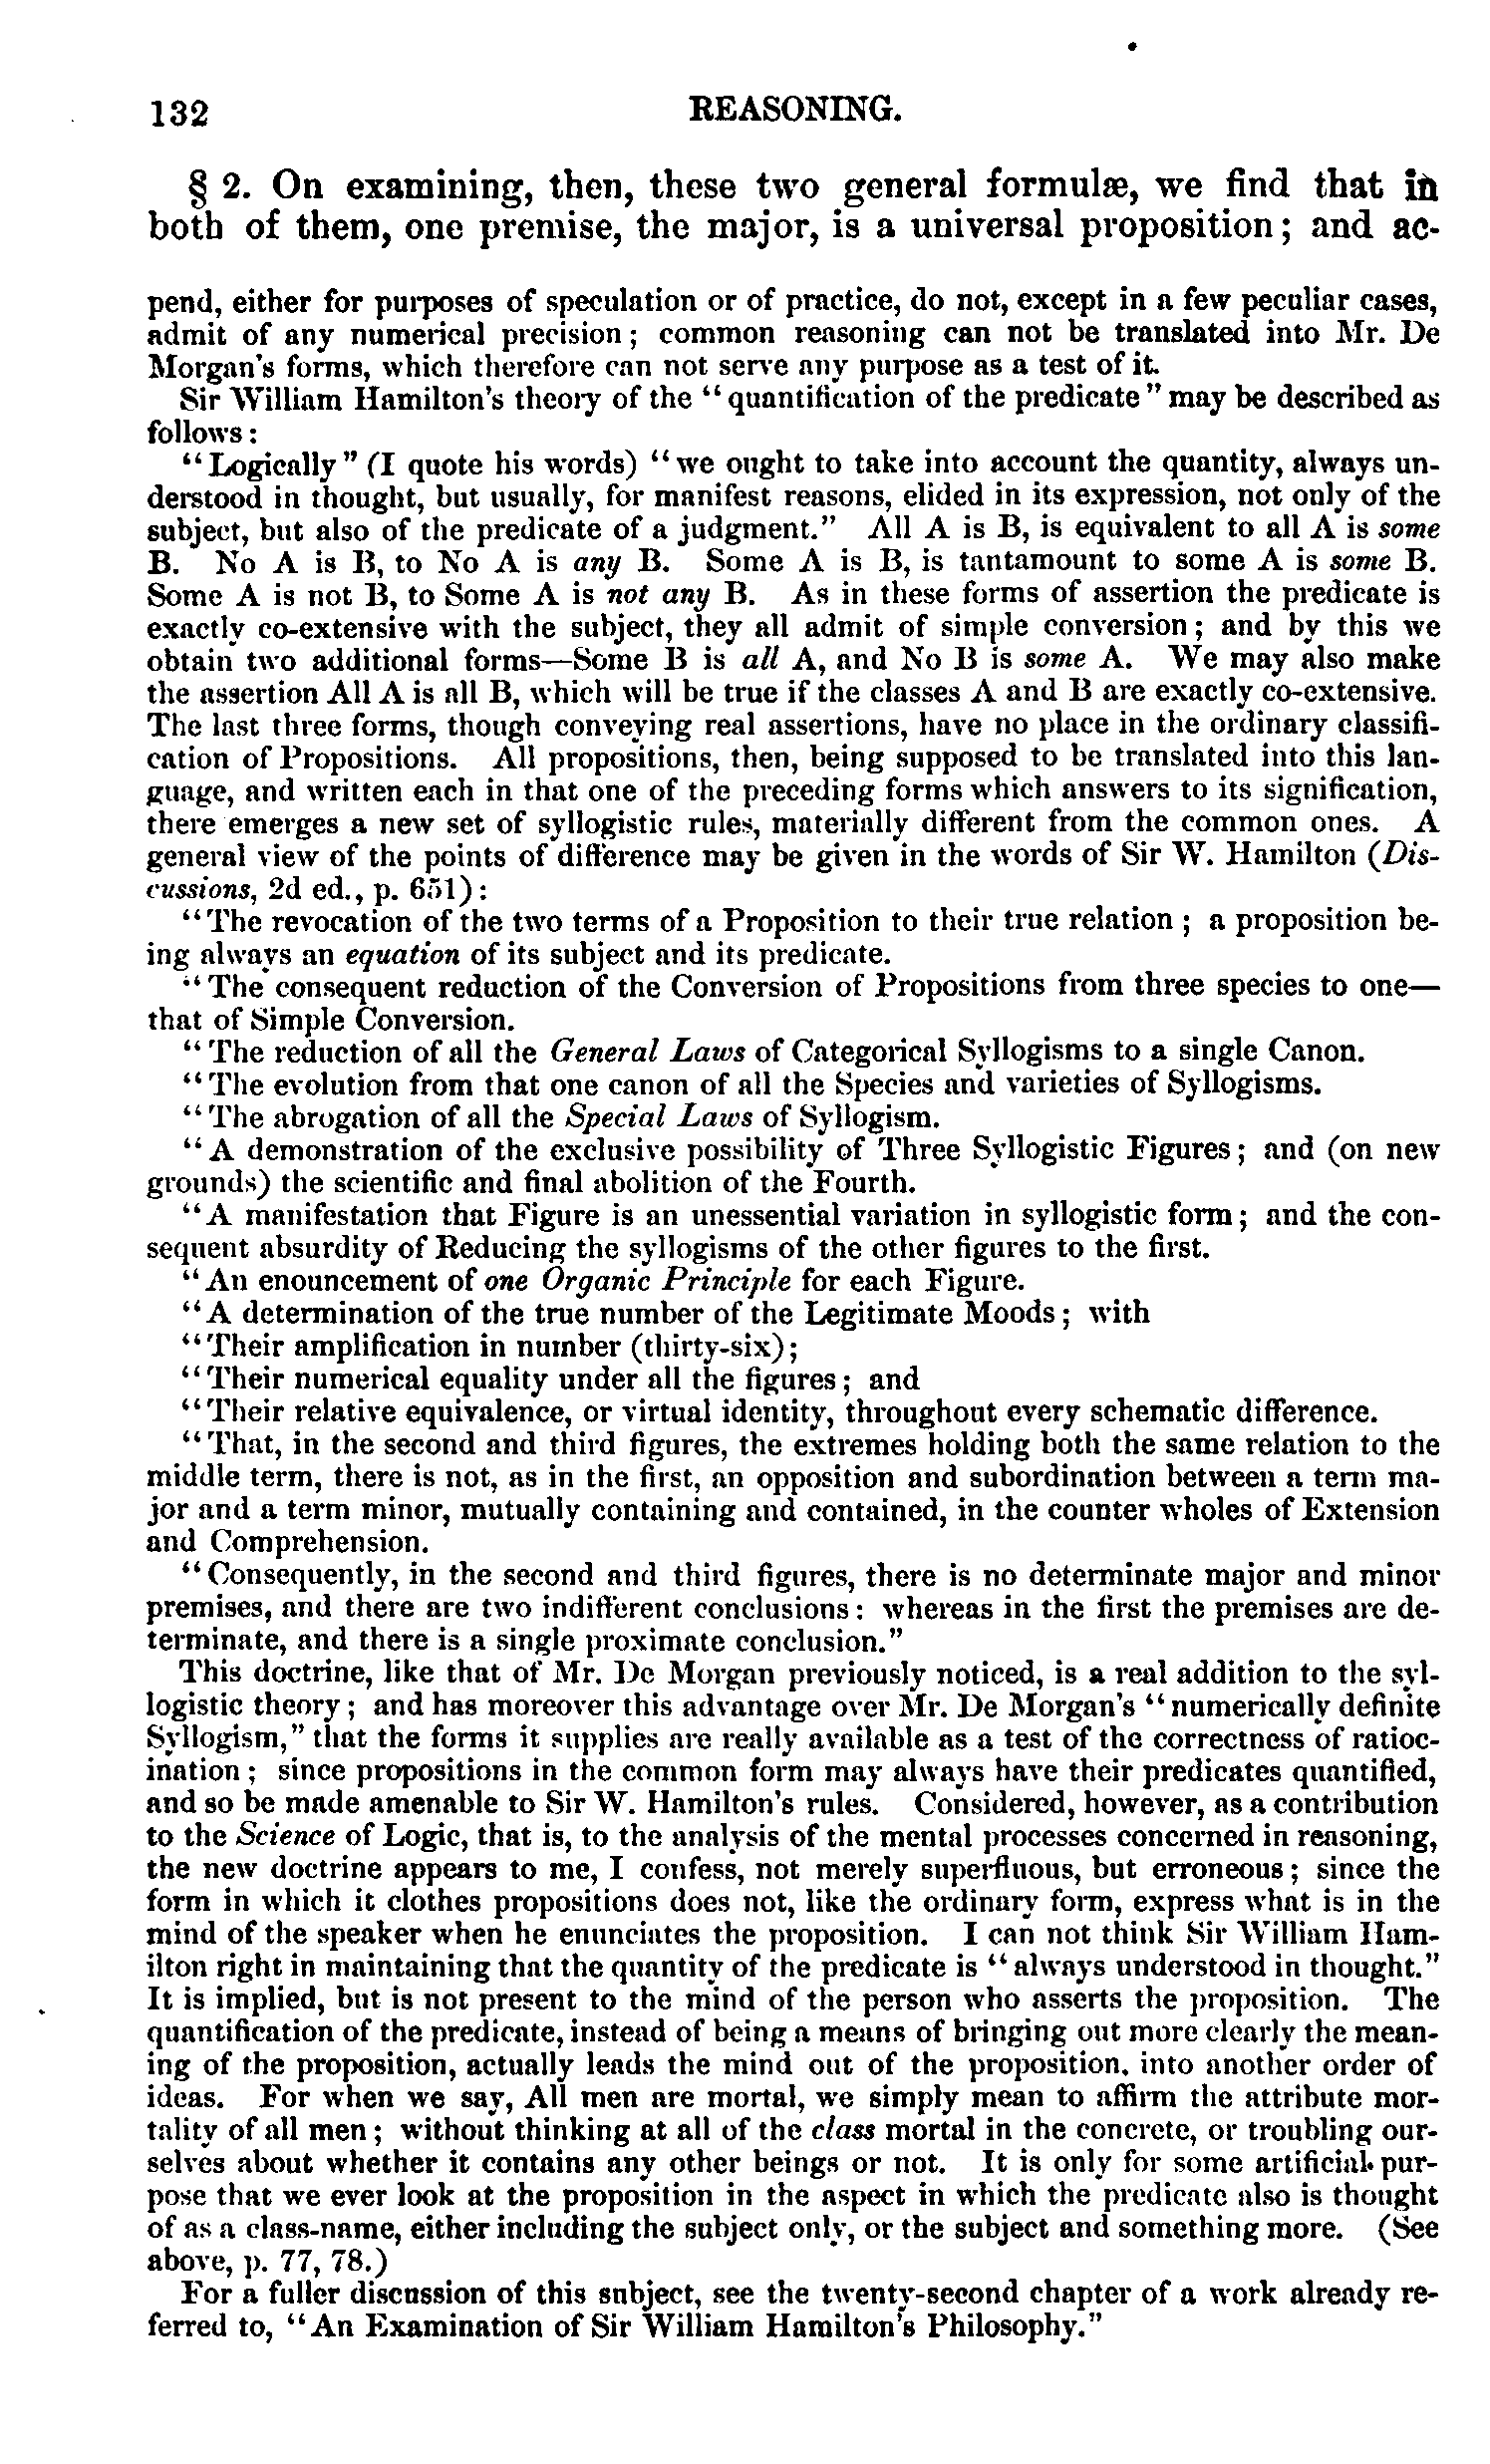 132 REASONING.
§ 2. On examining, then, these two general formulæ, we find that in
both of them, one premise, the major, is a universal proposition; and ac-
pend, either for purposes of speculation or of practice, do not, except in a few peculiar cases,
admit of any numerical precision; common reasoning can not be translated into Mr. De
Morgan's forms, which therefore can not serve any purpose as a test of it.
Sir William Hamilton's theory of the "quantification of the predicate" may be described as
follows:
"Logically" (I quote his words) "we ought to take into account the quantity, always un-
derstood in thought, but usually, for manifest reasons, elided in its expression, not only of the
subject, but also of the predicate of a judgment." All A is B, is equivalent to all A is some
B. No A is B, to No A is any B. Some A is B, is tantamount to some A is some B.
Some A is not B, to Some A is not any B. As in these forms of assertion the predicate is
exactly co-extensive with the subject, they all admit of simple conversion; and by this we
obtain two additional forms—Some B is all A, and No B is some A. We may also make
the assertion All A is all B, which will be true if the classes A and B are exactly co-extensive.
The last three forms, though conveying real assertions, have no place in the ordinary classifi-
cation of Propositions. All propositions, then, being supposed to be translated into this lan-
guage, and written each in that one of the preceding forms which answers to its signification,
there emerges a new set of syllogistic rules, materially different from the common ones. A
general view of the points of difference may be given in the words of Sir W. Hamilton (Dis-
cussions, 2d ed., p. 651):
"The revocation of the two terms of a Proposition to their true relation; a proposition be-
ing always an equation of its subject and its predicate.
"The consequent reduction of the Conversion of Propositions from three species to one—
that of Simple Conversion.
"The reduction of all the General Laws of Categorical Syllogisms to a single Canon.
"The evolution from that one canon of all the Species and varieties of Syllogisms.
"The abrogation of all the Special Laws of Syllogism.
"A demonstration of the exclusive possibility of Three Syllogistic Figures; and (on new
grounds) the scientific and final abolition of the Fourth.
"A manifestation that Figure is an unessential variation in syllogistic form; and the con-
sequent absurdity of Reducing the syllogisms of the other figures to the first.
"An enouncement of one Organic Principle for each Figure.
"A determination of the true number of the Legitimate Moods; with
"Their amplification in number (thirty-six);
"Their numerical equality under all the figures; and
"Their relative equivalence, or virtual identity, throughout every schematic difference.
"That, in the second and third figures, the extremes holding both the same relation to the
middle term, there is not, as in the first, an opposition and subordination between a term ma-
jor and a term minor, mutually containing and contained, in the counter wholes of Extension
and Comprehension.
"Consequently, in the second and third figures, there is no determinate major and minor
premises, and there are two indifferent conclusions: whereas in the first the premises are de-
terminate, and there is a single proximate conclusion."
This doctrine, like that of Mr. De Morgan previously noticed, is a real addition to the syl-
logistic theory; and has moreover this advantage over Mr. De Morgan's "numerically definite
Syllogism," that the forms it supplies are really available as a test of the correctness of ratioc-
ination; since propositions in the common form may always have their predicates quantified,
and so be made amenable to Sir W. Hamilton's rules. Considered, however, as a contribution
to the Science of Logic, that is, to the analysis of the mental processes concerned in reasoning,
the new doctrine appears to me, I confess, not merely superfluous, but erroneous; since the
form in which it clothes propositions does not, like the ordinary form, express what is in the
mind of the speaker when he enunciates the proposition. I can not think Sir William Ham-
ilton right in maintaining that the quantity of the predicate is "always understood in thought."
It is implied, but is not present to the mind of the person who asserts the proposition. The
quantification of the predicate, instead of being a means of bringing out more clearly the mean-
ing of the proposition, actually leads the mind out of the proposition, into another order of
ideas. For when we say, All men are mortal, we simply mean to affirm the attribute mor-
tality of all men; without thinking at all of the class mortal in the concrete, or troubling our-
selves about whether it contains any other beings or not. It is only for some artificial pur-
pose that we ever look at the proposition in the aspect in which the predicate also is thought
of as a class-name, either including the subject only, or the subject and something more. (See
above, p. 77, 78.)
For a fuller discussion of this subject, see the twenty-second chapter of a work already re-
ferred to, "An Examination of Sir William Hamilton's Philosophy."